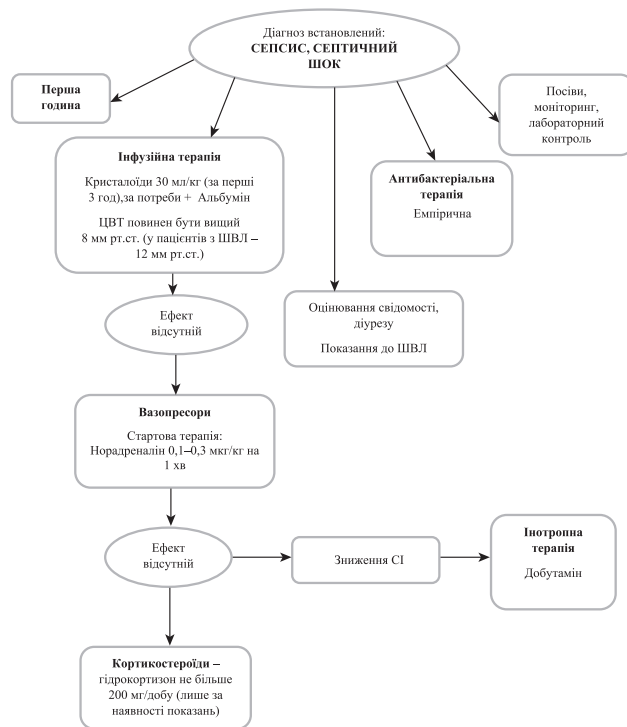 Діагноз встановлений:
СЕПСИС, СЕПТИЧНИЙ
ШОК
Перша
година
Посіви,
моніторинг,
лабораторний
контроль
Інфузійна терапія
Кристалоїди 30 мл/кг (за перші
3 год),за потреби + Альбумін
ЦВТ повинен бути вищий
8 мм рт.ст. (у пацієнтів з ШВЛ –
12 мм рт.ст.)
Антибактеріальна
терапія
Емпірична
Оцінювання свідомості,
діурезу
Показання до ШВЛ
Ефект
відсутній
Вазопресори
Стартова терапія:
Норадреналін 0,1–0,3 мкг/кг на
1 хв
Ефект
відсутній
Зниження СІ
Інотропна
терапія
Добутамін
Кортикостероїди –
гідрокортизон не більше
200 мг/добу (лише за
наявності показань)